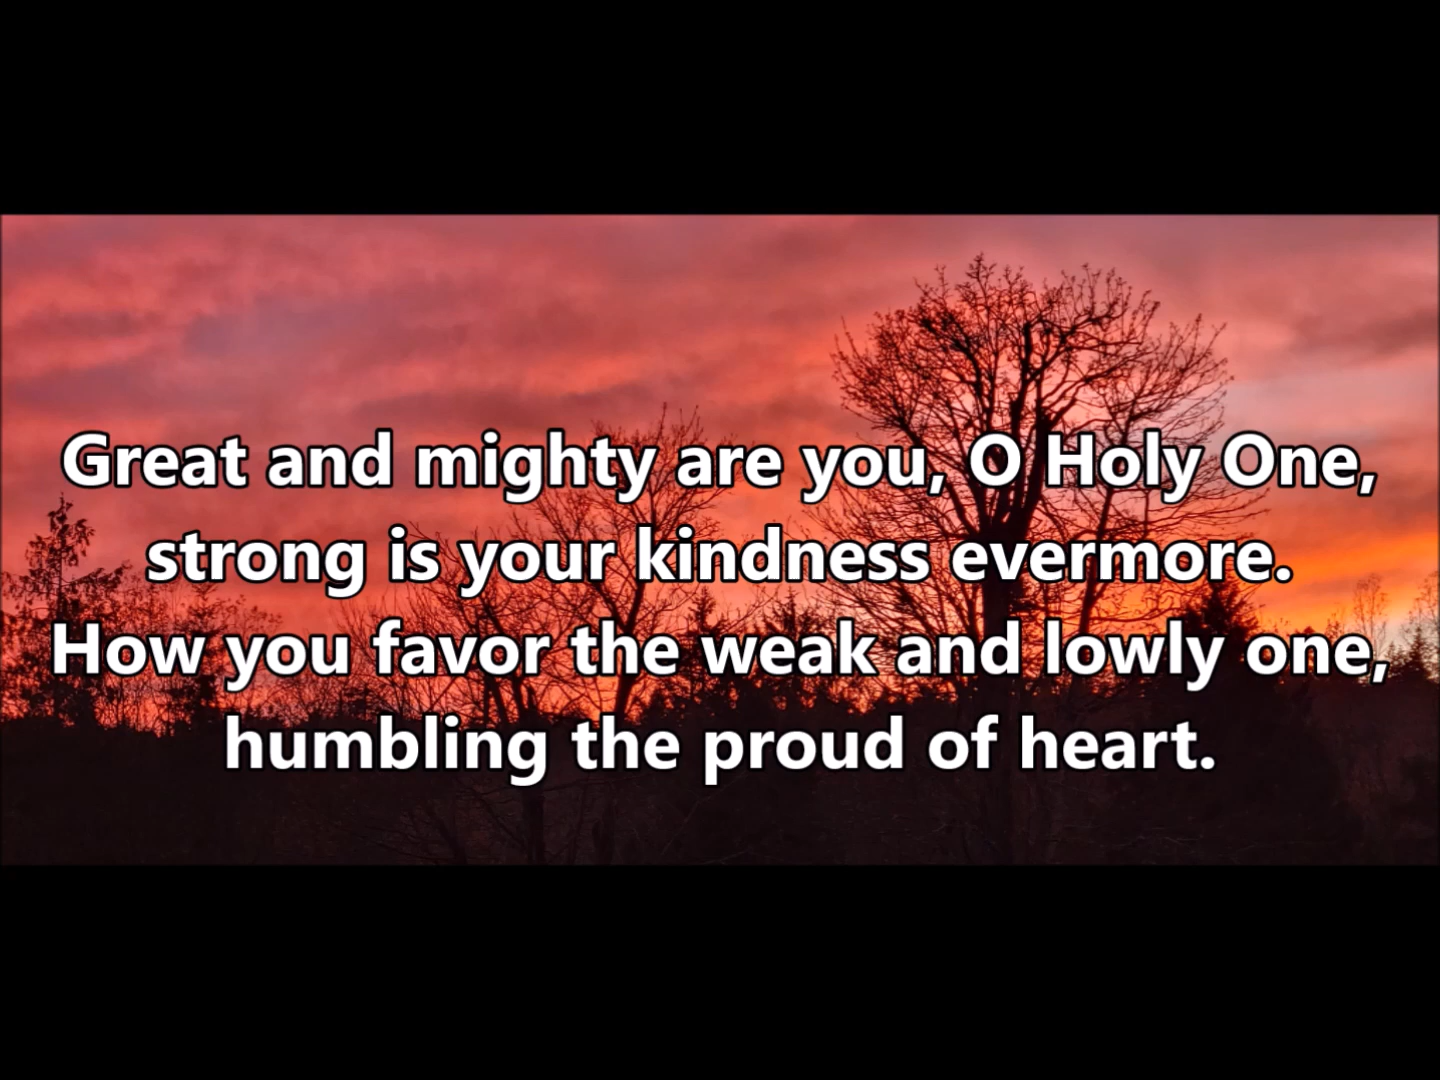 Great and mighty are you, O Holy One,
strong is your kindness evermore.
How you favor the weak and lowly one,
humbling the proud of heart.